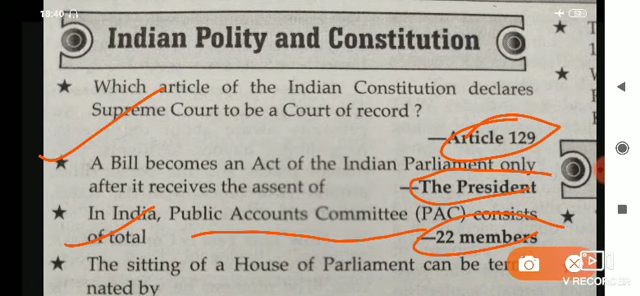 18:40
59
Indian Polity and Constitution
★ Which article of the Indian Constitution declares
Supreme Court to be a Court of record ?
—Article 129
★ A Bill becomes an Act of the Indian Parliament only
after it receives the assent of —The President
★ In India, Public Accounts Committee (PAC) consists
of total —22 members
★ The sitting of a House of Parliament can be
nated by
V RECORDER